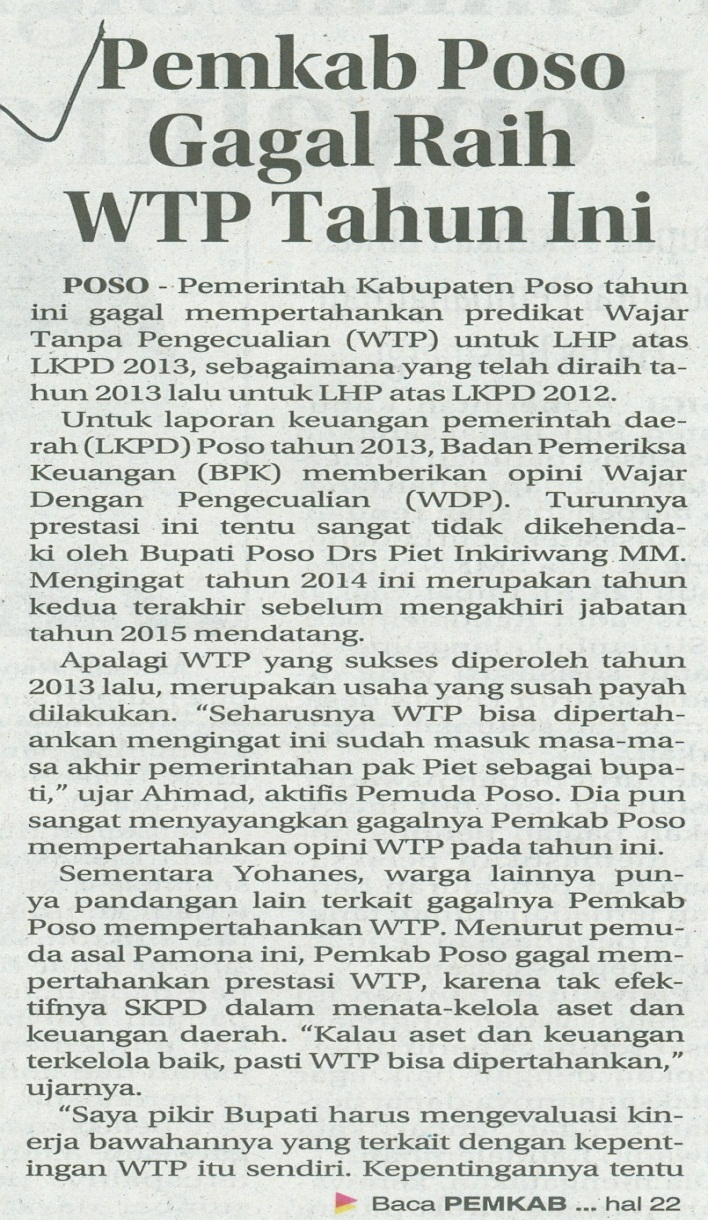 Pemkab Poso
Gagal Raih
WTP Tahun Ini
POSO - Pemerintah Kabupaten Poso tahun
ini gagal mempertahankan predikat Wajar
Tanpa Pengecualian (WTP) untuk LHP atas
LKPD 2013, sebagaimana yang telah diraih ta-
hun 2013 lalu untuk LHP atas LKPD 2012.
Untuk laporan keuangan pemerintah dae-
rah (LKPD) Poso tahun 2013, Badan Pemeriksa
Keuangan (BPK) memberikan opini Wajar
Dengan Pengecualian (WDP). Turunnya
prestasi ini tentu sangat tidak dikehenda-
ki oleh Bupati Poso Drs Piet Inkiriwang MM.
Mengingat tahun 2014 ini merupakan tahun
kedua terakhir sebelum mengakhiri jabatan
tahun 2015 mendatang.
Apalagi WTP yang sukses diperoleh tahun
2013 lalu, merupakan usaha yang susah payah
dilakukan. “Seharusnya WTP bisa dipertah-
ankan mengingat ini sudah masuk masa-ma-
sa akhir pemerintahan pak Piet sebagai bupa-
ti,” ujar Ahmad, aktifis Pemuda Poso. Dia pun
sangat menyayangkan gagalnya Pemkab Poso
mempertahankan opini WTP pada tahun ini.
Sementara Yohanes, warga lainnya pun-
ya pandangan lain terkait gagalnya Pemkab
Poso mempertahankan WTP. Menurut pemu-
da asal Pamona ini, Pemkab Poso gagal mem-
pertahankan prestasi WTP, karena tak efek-
tifnya SKPD dalam menata-kelola aset dan
keuangan daerah. “Kalau aset dan keuangan
terkelola baik, pasti WTP bisa dipertahankan,”
ujarnya.
“Saya pikir Bupati harus mengevaluasi kin-
erja bawahannya yang terkait dengan kepent-
ingan WTP itu sendiri. Kepentingannya tentu
Baca PEMKAB ... hal 22